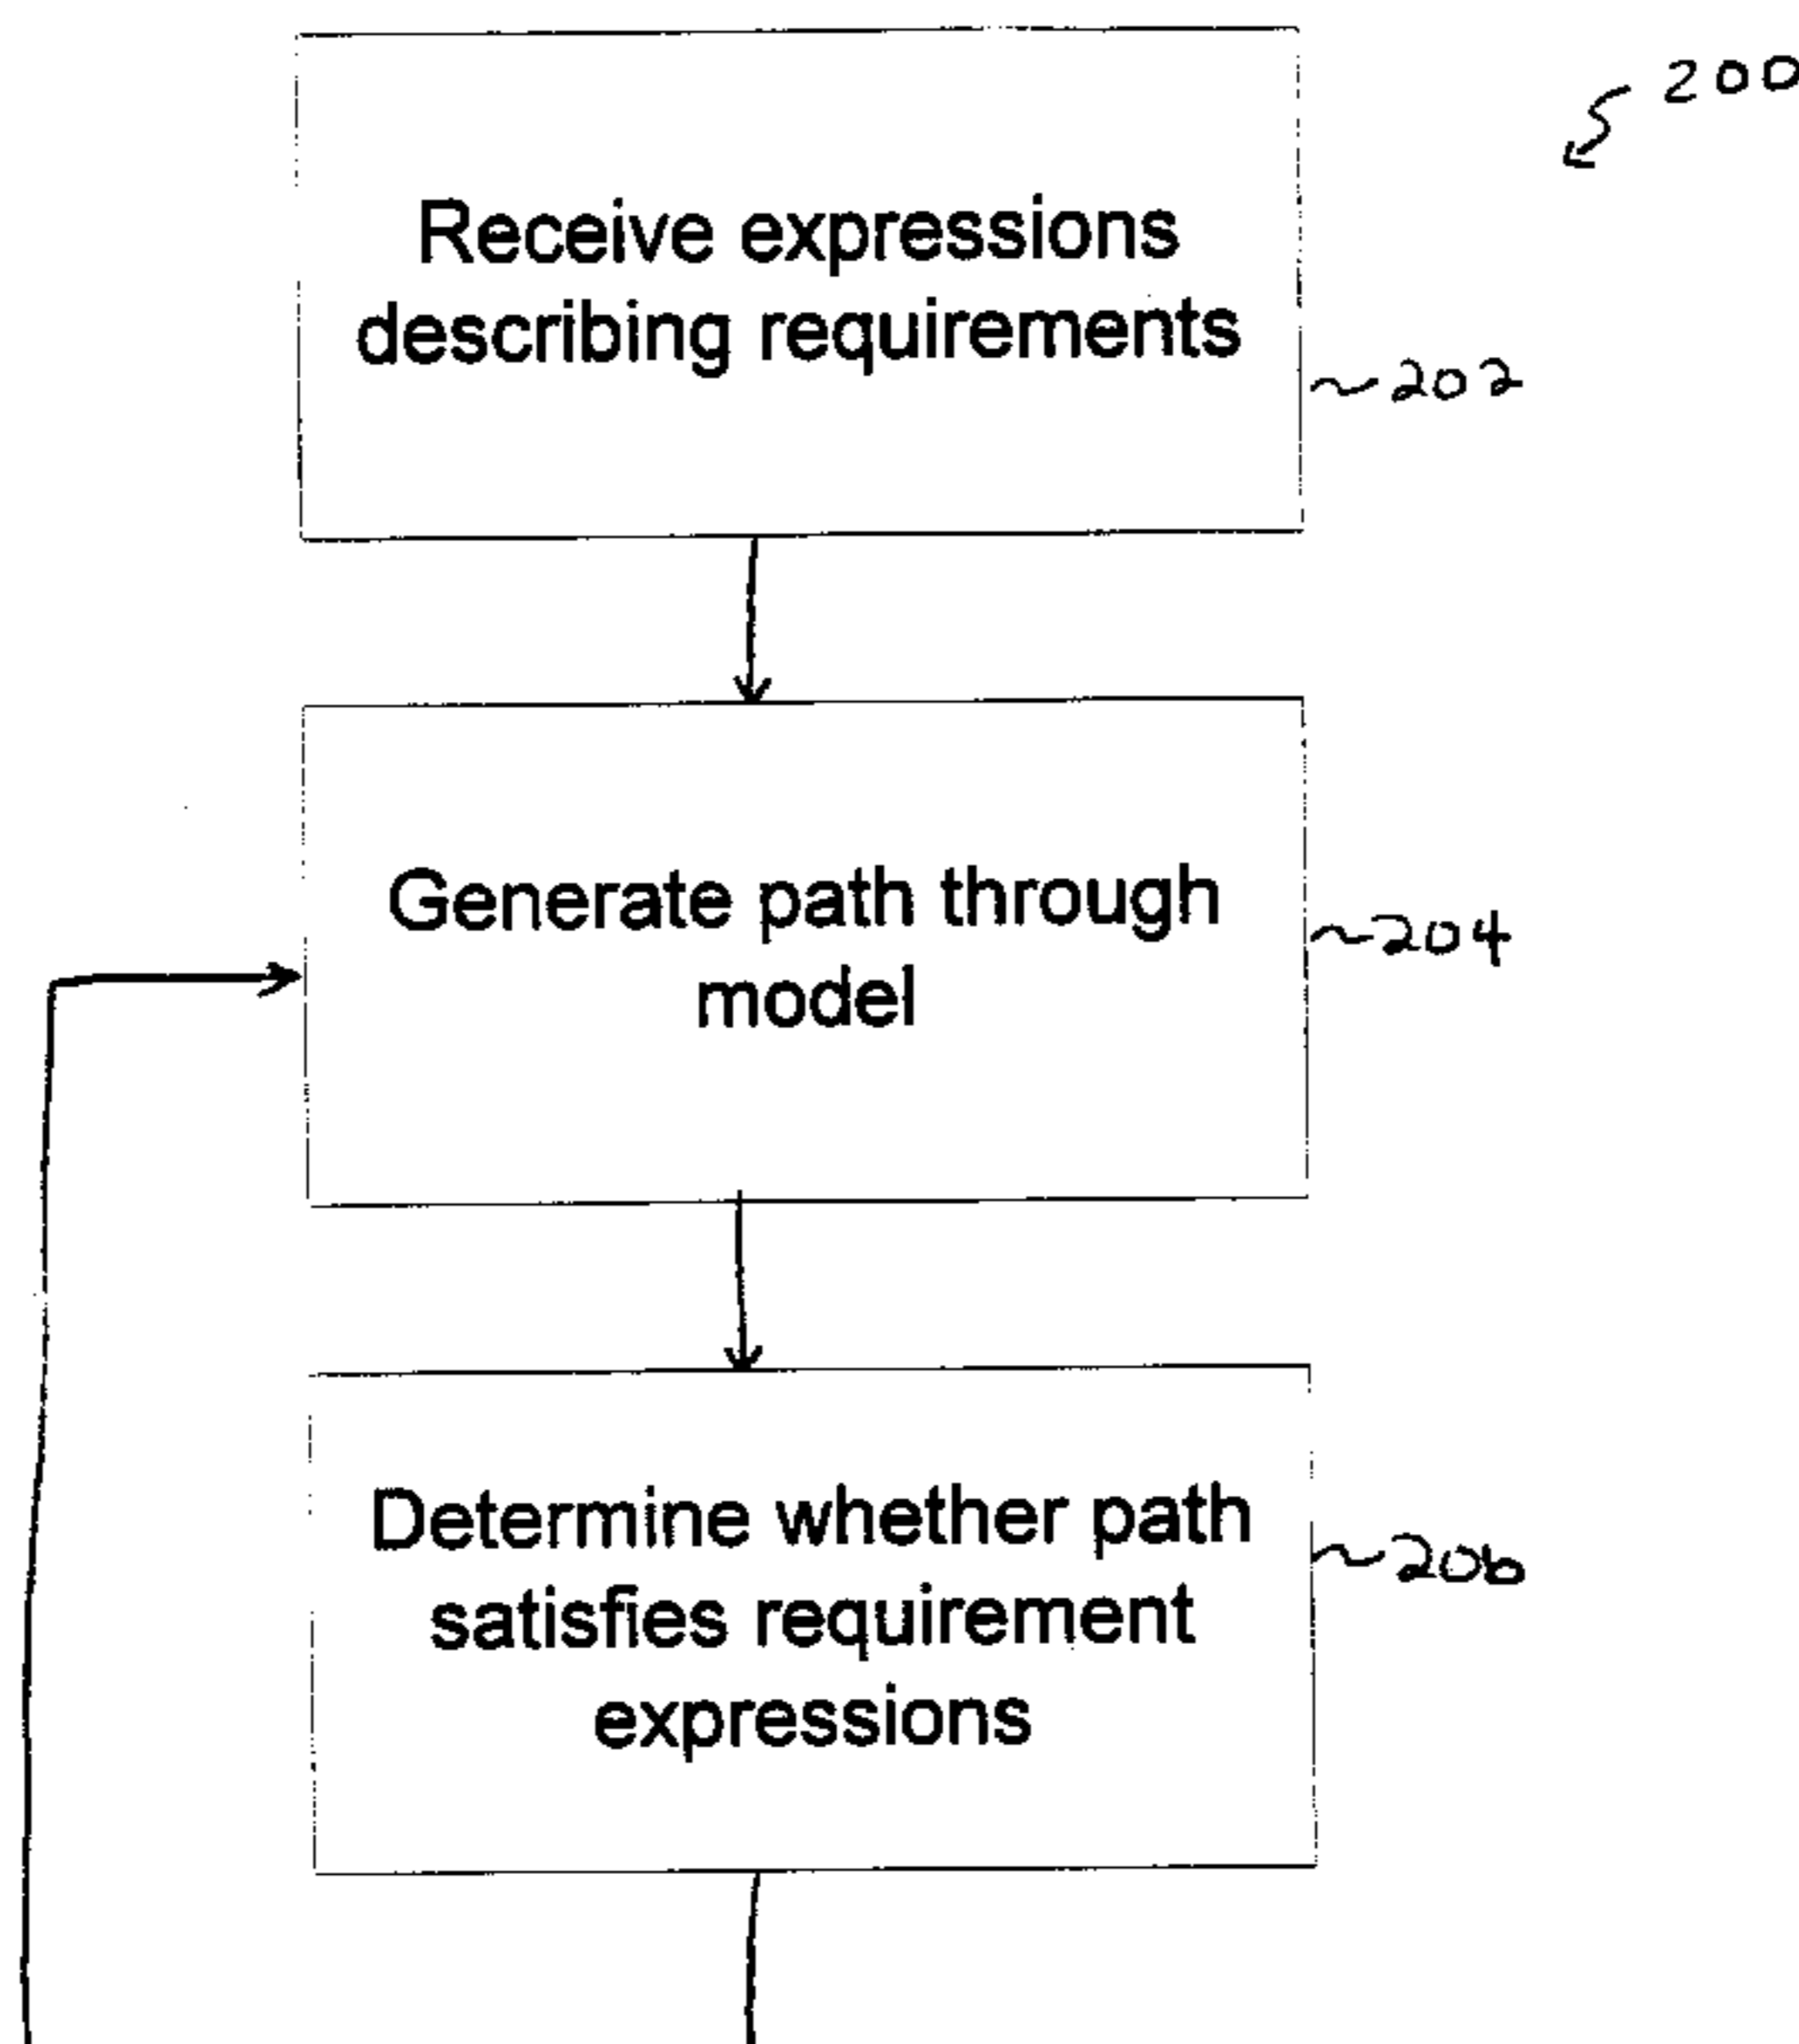 200
Receive expressions
describing requirements
202
Generate path through
model
204
Determine whether path
satisfies requirement
expressions
206